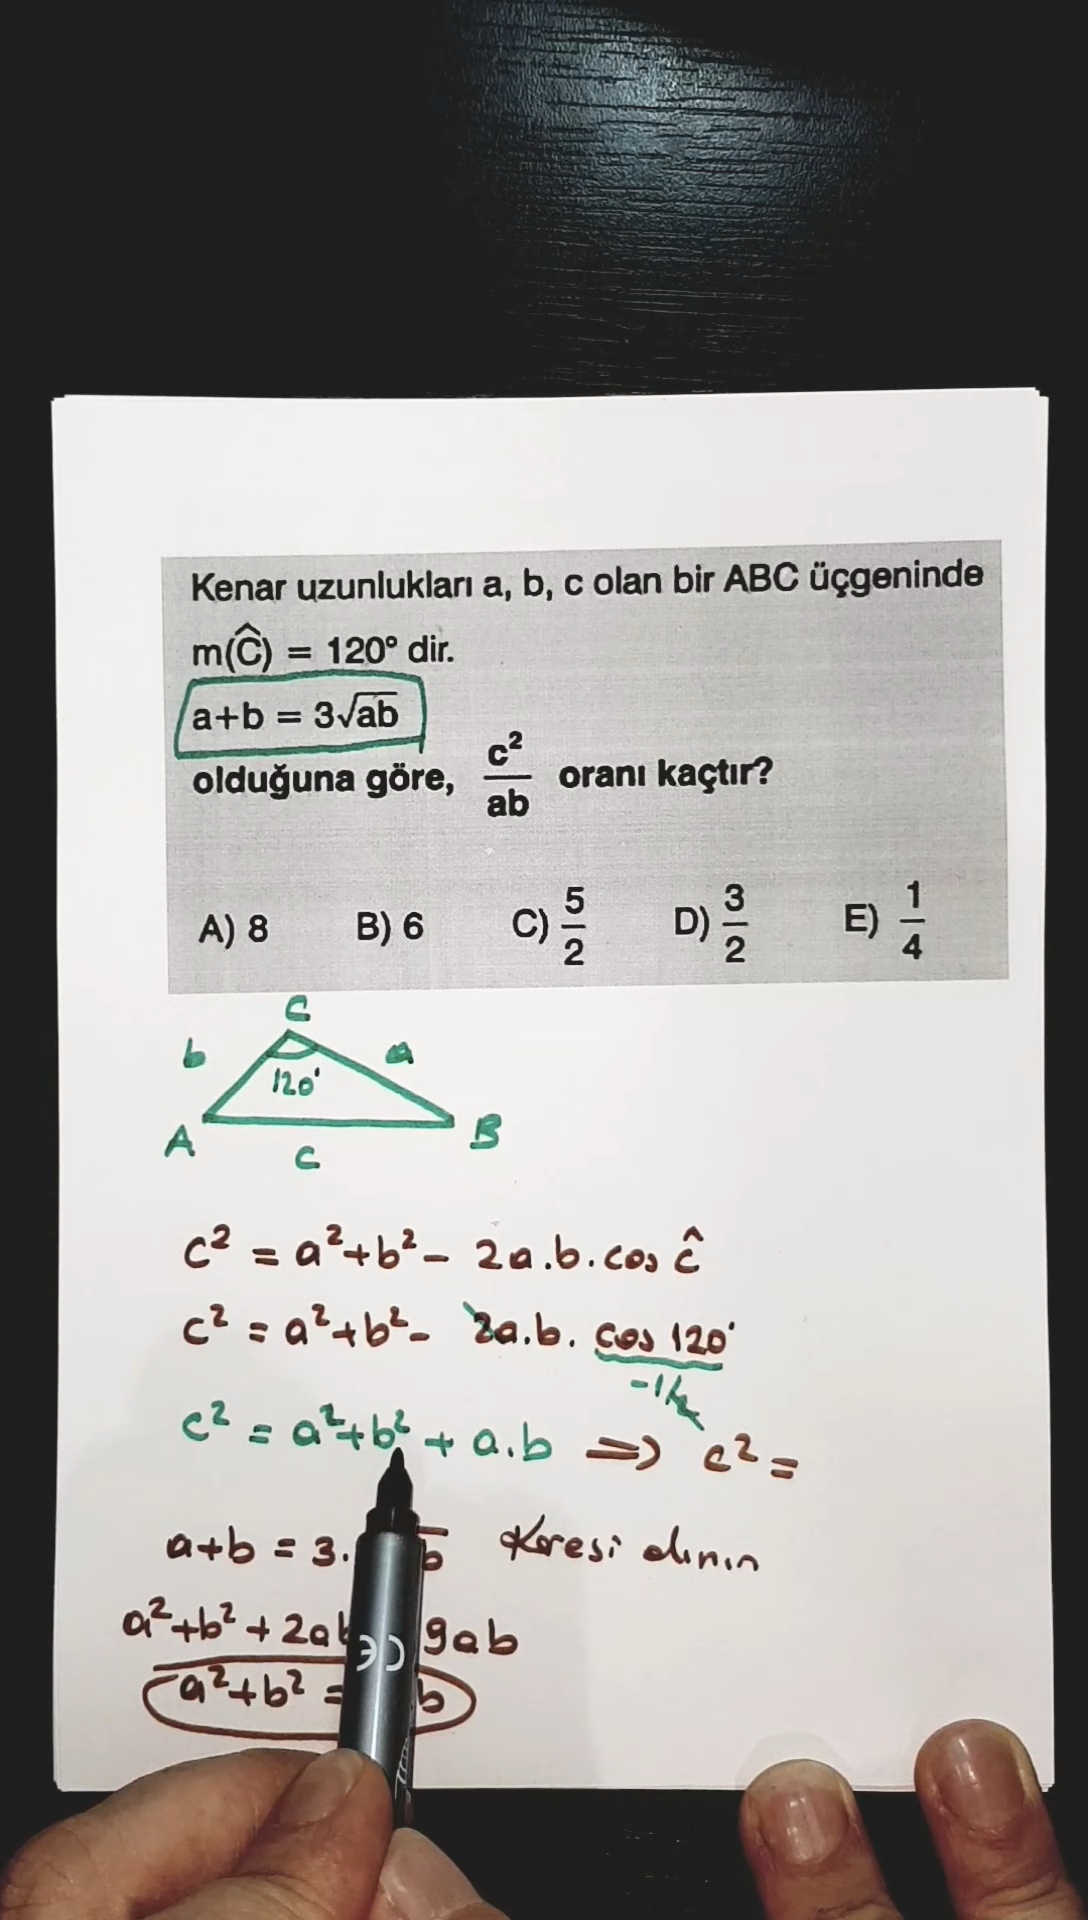 Kenar uzunlukları a, b, c olan bir ABC üçgeninde
m(Ĉ) = 120° dir.
a+b = 3√ab
olduğuna göre, c²/ab oranı kaçtır?
A) 8 B) 6 C) 5/2 D) 3/2 E) 1/4
C
b a
120°
A B
c
c² = a²+b² - 2a.b.cos ĉ
c² = a²+b² - 2a.b. cos 120°
-1/2
c² = a²+b² + a.b ⇒ c² =
a+b = 3. b Karesi alının
a²+b² + 2ab 9ab
a²+b² = b